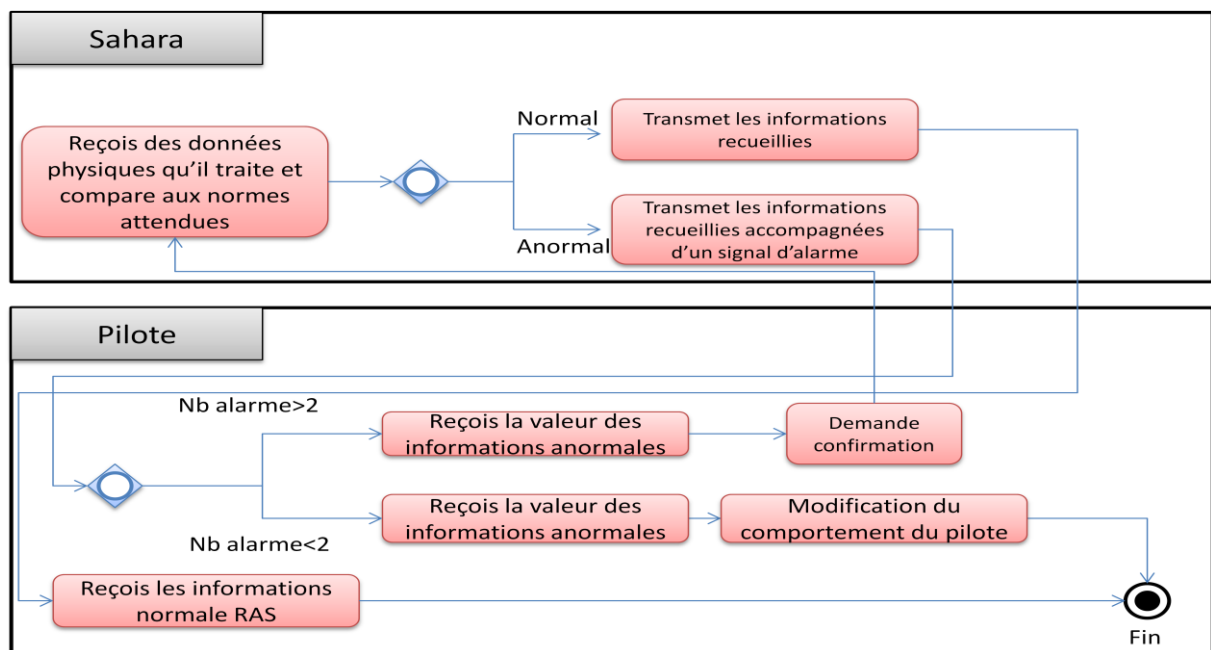 Sahara
Reçois des données
physiques qu’il traite et
compare aux normes
attendues
Normal
Anormal
Transmet les informations
recueillies
Transmet les informations
recueillies accompagnées
d’un signal d’alarme
Pilote
Nb alarme>2
Nb alarme<2
Reçois la valeur des
informations anormales
Demande
confirmation
Reçois la valeur des
informations anormales
Modification du
comportement du pilote
Reçois les informations
normale RAS
Fin